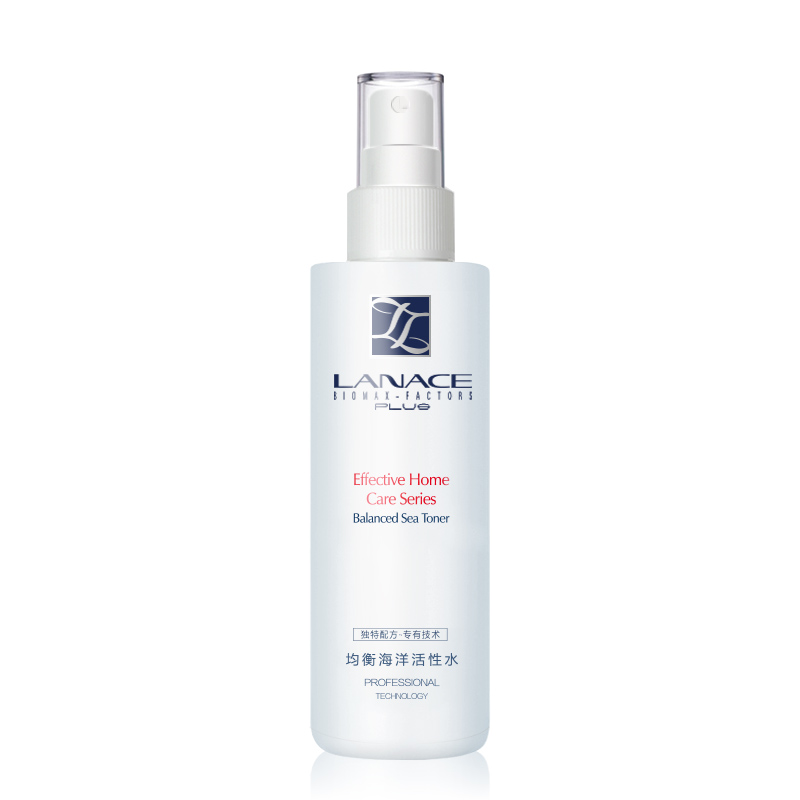 LANACE
BIOMAX-FACTORS
PLUS
Effective Home
Care Series
Balanced Sea Toner
独特配方·专有技术
均衡海洋活性水
PROFESSIONAL
TECHNOLOGY